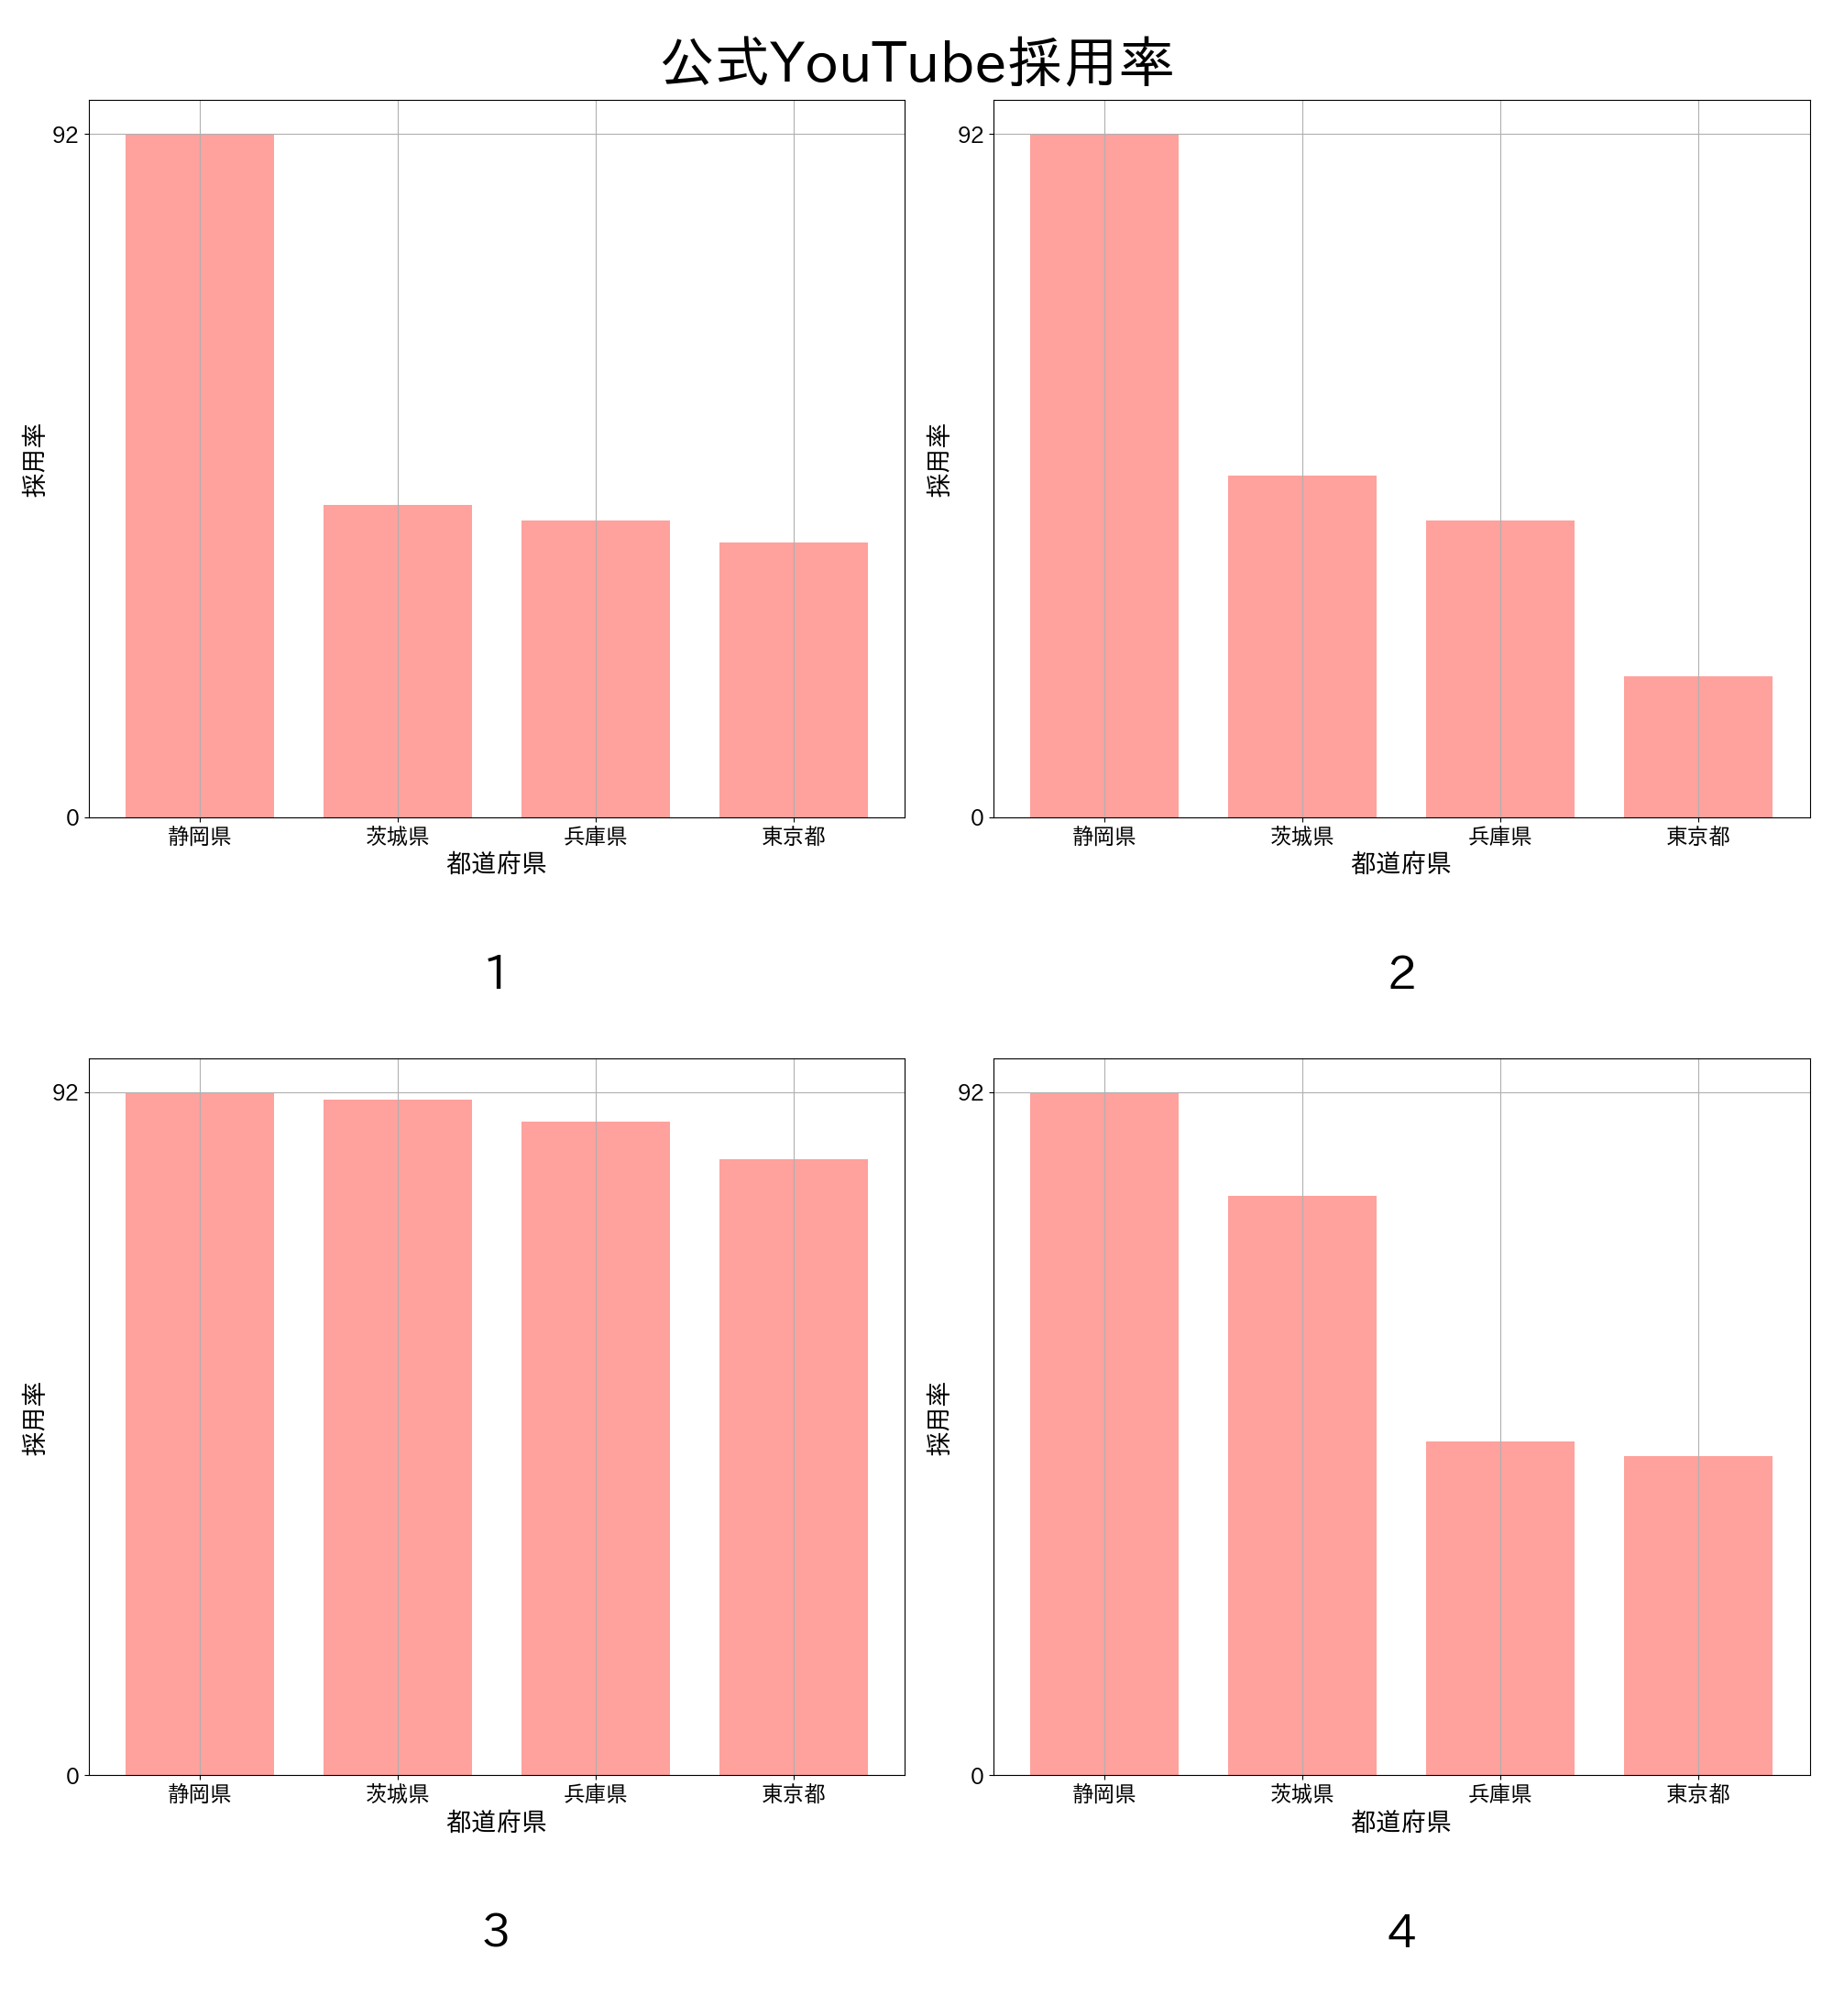 公式YouTube採用率
92
採用率
0
静岡県 茨城県 兵庫県 東京都
都道府県
1
92
採用率
0
静岡県 茨城県 兵庫県 東京都
都道府県
2
92
採用率
0
静岡県 茨城県 兵庫県 東京都
都道府県
3
92
採用率
0
静岡県 茨城県 兵庫県 東京都
都道府県
4